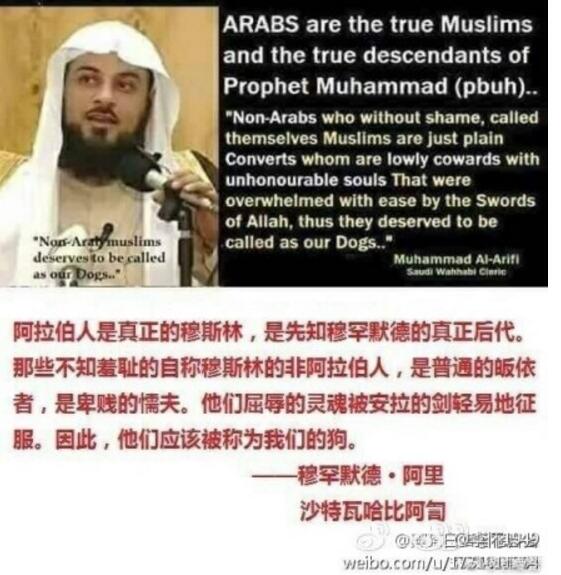 ARABS are the true Muslims
and the true descendants of
Prophet Muhammad (pbuh)..
"Non-Arabs who without shame, called
themselves Muslims are just plain
Converts whom are lowly cowards with
unhonourable souls That were
overwhelmed with ease by the Swords
of Allah, thus they deserved to be
called as our Dogs.."
Muhammad Al-Arifi
Saudi Wahhabi Cleric
"Non-Arab muslims
deserves to be called
as our Dogs.."
阿拉伯人是真正的穆斯林，是先知穆罕默德的真正后代。
那些不知羞耻的自称穆斯林的非阿拉伯人，是普通的皈依
者，是卑贱的懦夫。他们屈辱的灵魂被安拉的剑轻易地征
服。因此，他们应该被称为我们的狗。
——穆罕默德·阿里
沙特瓦哈比阿訇
weibo.com/u/